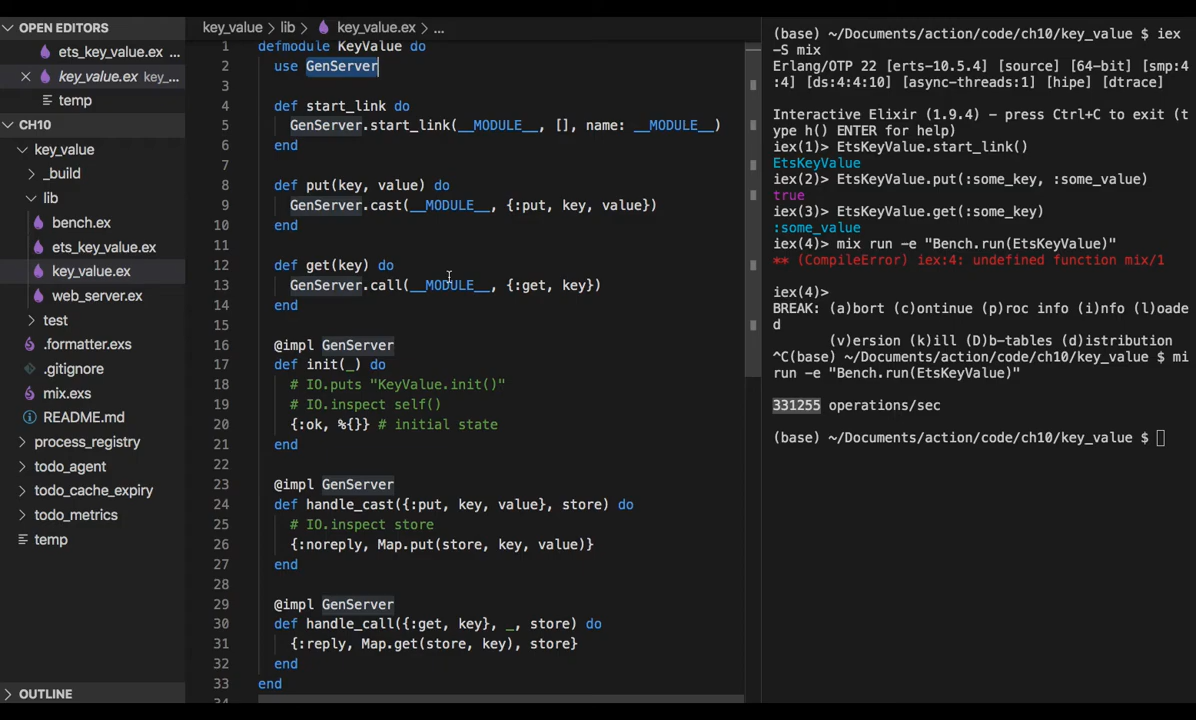 OPEN EDITORS
ets_key_value.ex ...
key_value.ex key_...
temp
CH10
key_value
_build
lib
bench.ex
ets_key_value.ex
key_value.ex
web_server.ex
test
.formatter.exs
.gitignore
mix.exs
README.md
process_registry
todo_agent
todo_cache_expiry
todo_metrics
temp
OUTLINE
key_value > lib > key_value.ex > ...
1 defmodule KeyValue do
2 use GenServer
3
4 def start_link do
5 GenServer.start_link(__MODULE__, [], name: __MODULE__)
6 end
7
8 def put(key, value) do
9 GenServer.cast(__MODULE__, {:put, key, value})
10 end
11
12 def get(key) do
13 GenServer.call(__MODULE__, {:get, key})
14 end
15
16 @impl GenServer
17 def init(_) do
18 # IO.puts "KeyValue.init()"
19 # IO.inspect self()
20 {:ok, %{}} # initial state
21 end
22
23 @impl GenServer
24 def handle_cast({:put, key, value}, store) do
25 # IO.inspect store
26 {:noreply, Map.put(store, key, value)}
27 end
28
29 @impl GenServer
30 def handle_call({:get, key}, _, store) do
31 {:reply, Map.get(store, key), store}
32 end
33 end
(base) ~/Documents/action/code/ch10/key_value $ iex
-S mix
Erlang/OTP 22 [erts-10.5.4] [source] [64-bit] [smp:4
:4] [ds:4:4:10] [async-threads:1] [hipe] [dtrace]
Interactive Elixir (1.9.4) - press Ctrl+C to exit (t
ype h() ENTER for help)
iex(1)> EtsKeyValue.start_link()
EtsKeyValue
iex(2)> EtsKeyValue.put(:some_key, :some_value)
true
iex(3)> EtsKeyValue.get(:some_key)
:some_value
iex(4)> mix run -e "Bench.run(EtsKeyValue)"
** (CompileError) iex:4: undefined function mix/1
iex(4)>
BREAK: (a)bort (c)ontinue (p)roc info (i)nfo (l)oade
d
(v)ersion (k)ill (D)b-tables (d)istribution
^C(base) ~/Documents/action/code/ch10/key_value $ mi
run -e "Bench.run(EtsKeyValue)"
331255 operations/sec
(base) ~/Documents/action/code/ch10/key_value $